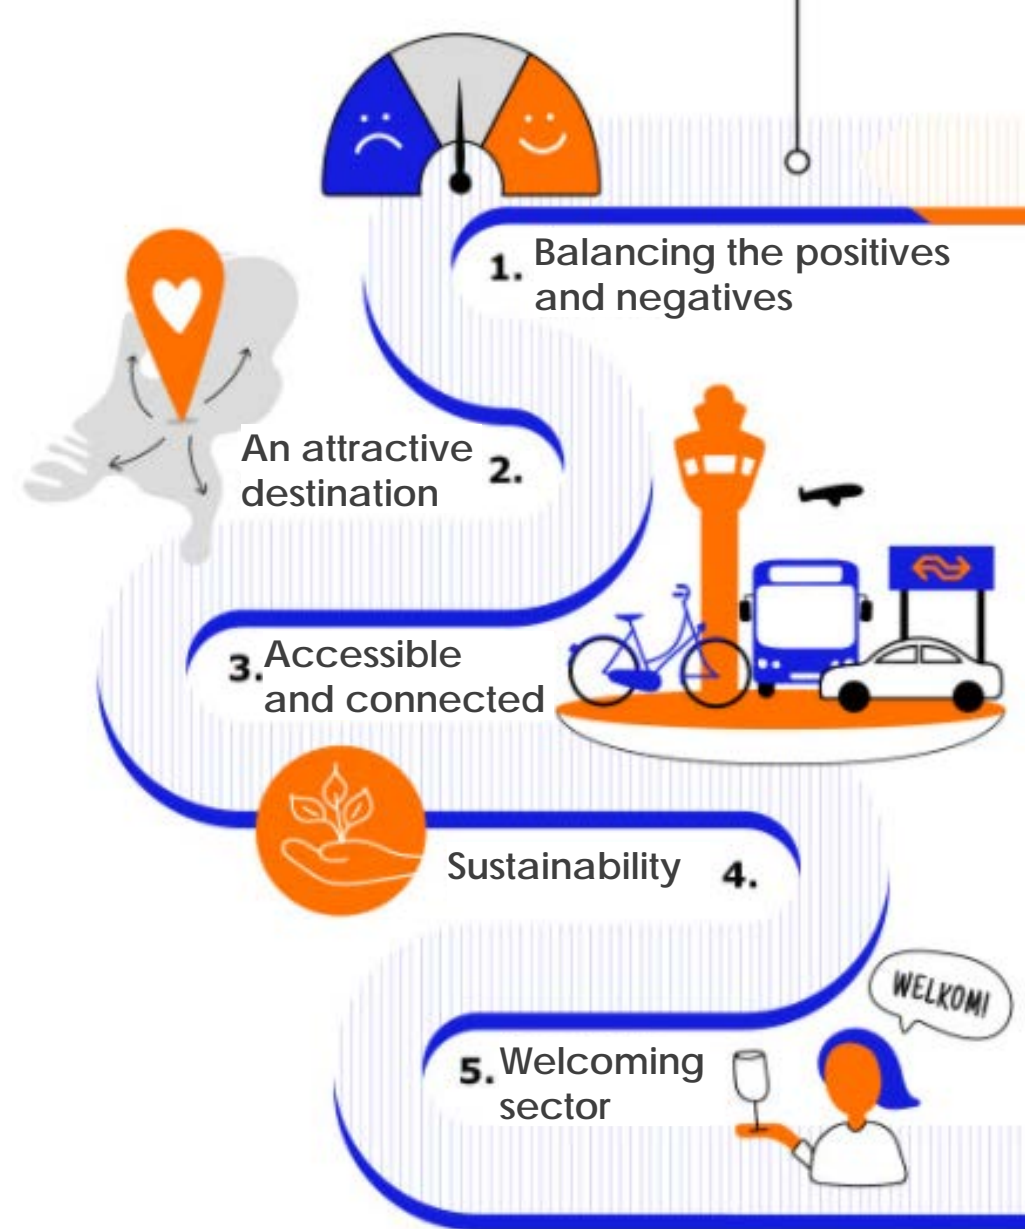 1. Balancing the positives
and negatives
An attractive 2.
destination
3. Accessible
and connected
Sustainability 4.
WELKOM!
5. Welcoming
sector